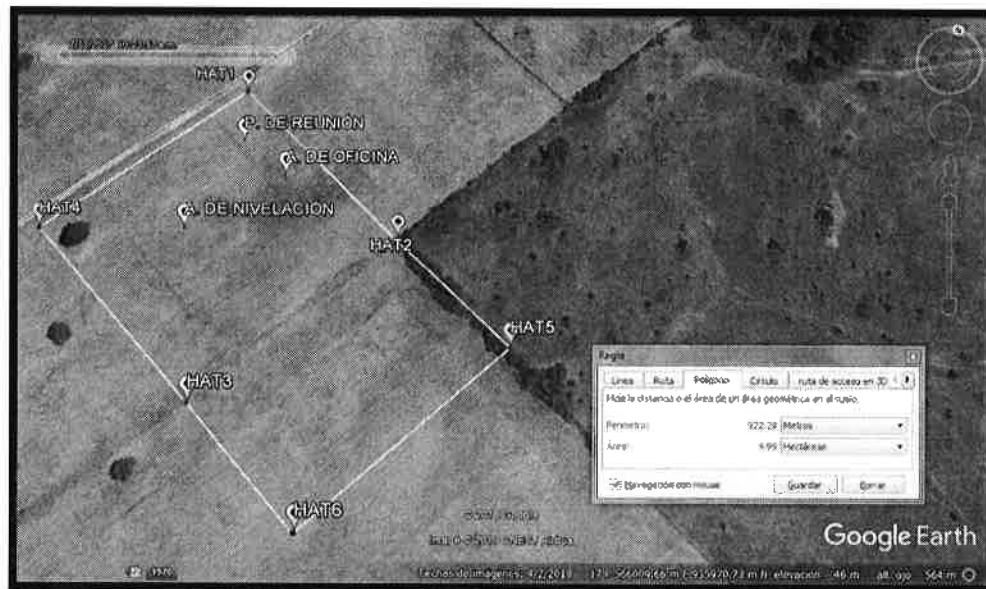 HAT1
P. DE REUNIÓN
A. DE OFICINA
HAT4
A. DE NIVELACIÓN
HAT2
HAT5
HAT3
HAT6
Regla
Línea Ruta Polígono Círculo ruta de acceso en 3D
Mide la distancia o el área de un área geométrica en el suelo.
Perímetro: 922.28 Metros
Área: Hectáreas
Navegación con mouse Guardar Borrar
Google Earth
Fechas de imágenes: 4/2/2018 elevación 46 m alt. ojo 564 m